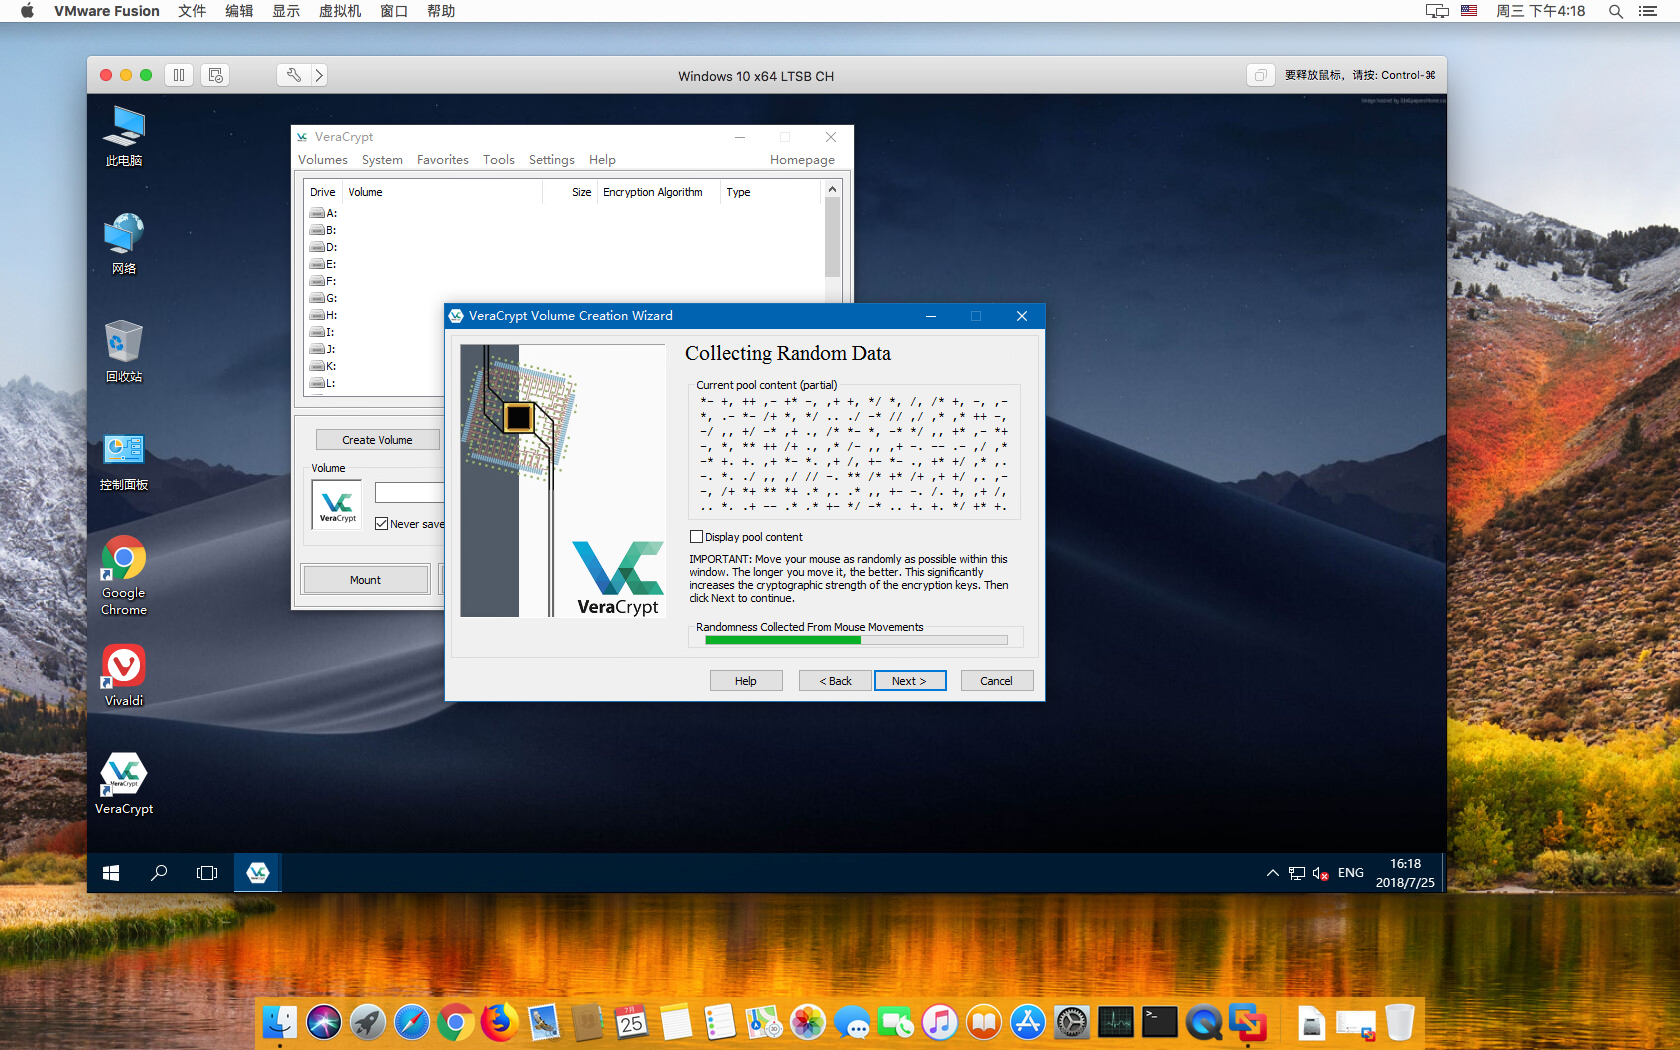 VMware Fusion 文件 编辑 显示 虚拟机 窗口 帮助
周三 下午4:18
Windows 10 x64 LTSB CH
要释放鼠标，请按: Control-⌘
此电脑
网络
回收站
控制面板
Google
Chrome
Vivaldi
VeraCrypt
VeraCrypt
Volumes System Favorites Tools Settings Help Homepage
Drive Volume Size Encryption Algorithm Type
A:
B:
D:
E:
F:
G:
H:
I:
J:
K:
L:
Create Volume
Volume
VeraCrypt
Never save
Mount
VeraCrypt Volume Creation Wizard
Collecting Random Data
Current pool content (partial)
*- +, ++ ,- +* -, ,+ +, */ *, /, /* +, -, ,-
*, .- *- /+ *, */ .. ./ -* // ,/ ,* ,* ++ -,
-/ ,, +/ -* ,+ ., /* *- *, -* */ ,, +* ,- *+
-, *, ** ++ /+ ., ,* /- ,, ,+ -. -- .- ,/ ,*
-* +. +. ,+ *- *. ,+ /, +- *- ., +* +/ ,* ,.
-. *. ./ ,, ,/ // -. ** /* +* /+ ,+ +/ ,. ,-
-, /+ *+ ** *+ .* ,. .* ,, +- -. /. +, ,+ /,
.. *. .+ -- .* .* +- */ -* .. +. +. */ +* +.
Display pool content
IMPORTANT: Move your mouse as randomly as possible within this
window. The longer you move it, the better. This significantly
increases the cryptographic strength of the encryption keys. Then
click Next to continue.
Randomness Collected From Mouse Movements
VeraCrypt
Help < Back Next > Cancel
ENG
16:18
2018/7/25
7月
25